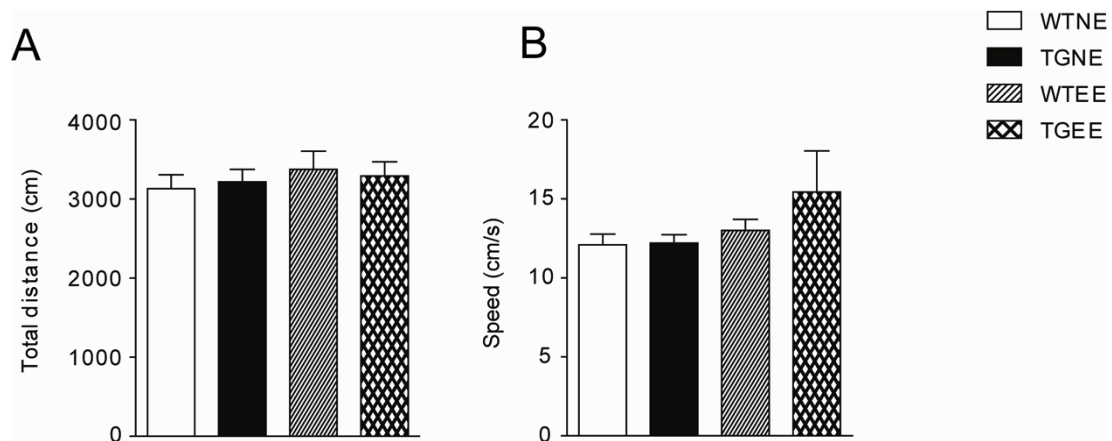 A
B
WTNE
TGNE
WTEE
TGEE
Total distance (cm)
4000
3000
2000
1000
0
Speed (cm/s)
20
15
10
5
0